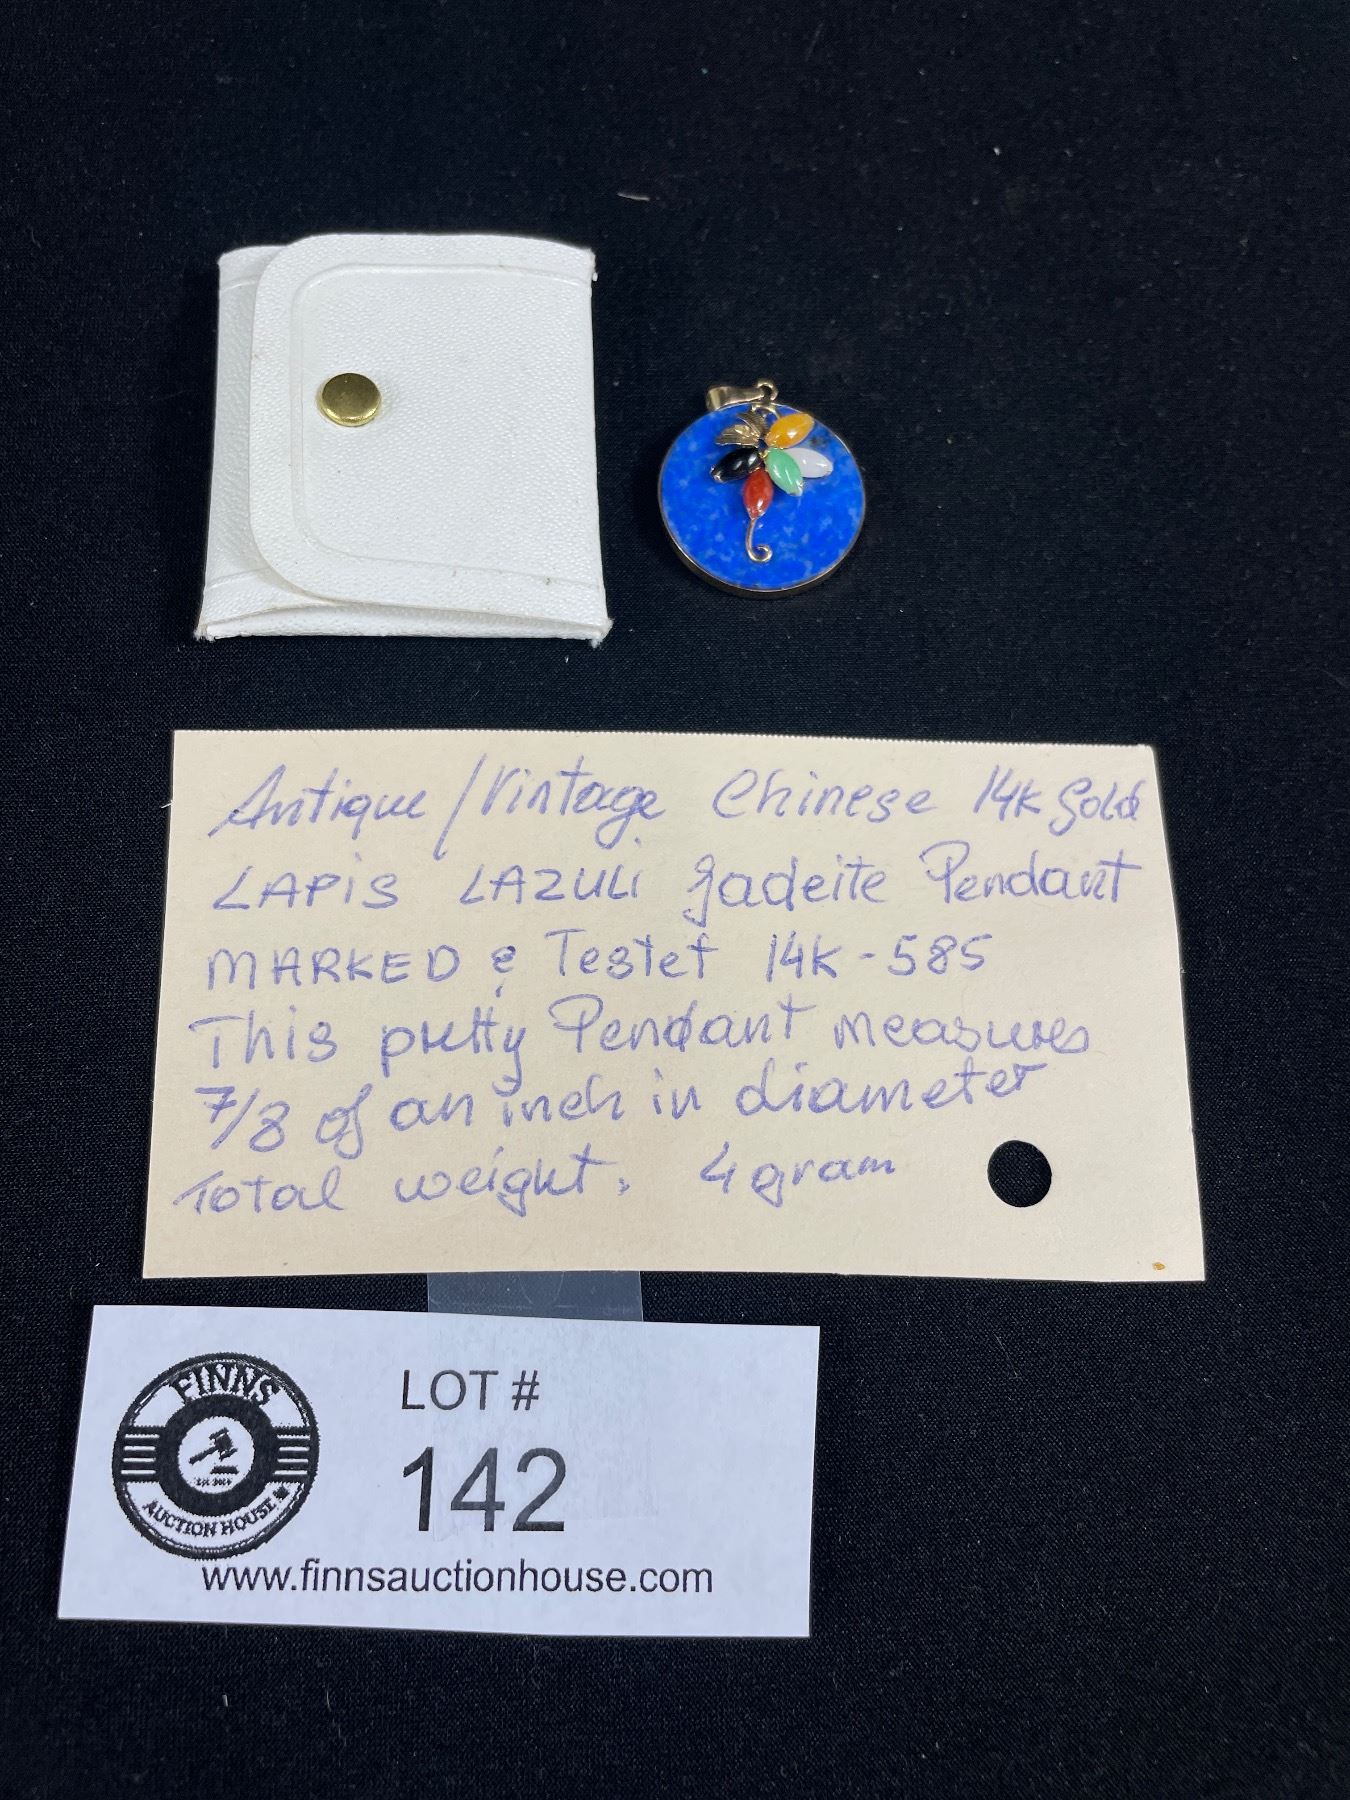 Antique / Vintage Chinese 14K Gold
LAPIS LAZULI Jadeite Pendant
MARKED & Testet 14K - 585
This pretty Pendant measures
7/8 of an inch in diameter
Total weight. 4 gram
FINNS
AUCTION HOUSE
LOT #
142
www.finnsauctionhouse.com